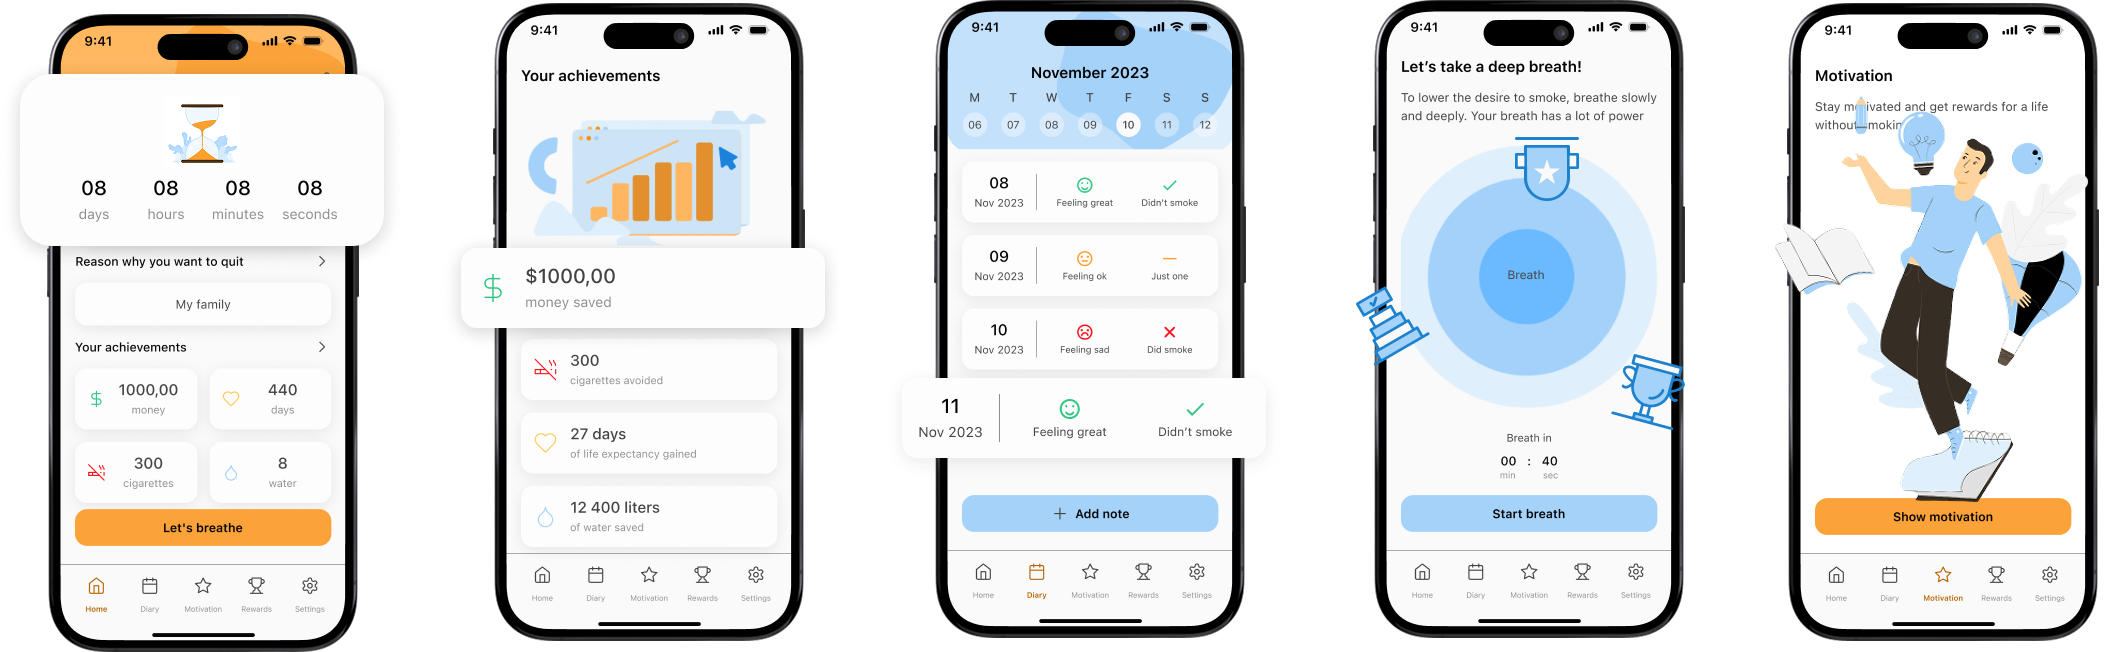 9:41
08 08 08 08
days hours minutes seconds
Reason why you want to quit
My family
Your achievements
1000,00
money
440
days
300
cigarettes
8
water
Let's breathe
Home Diary Motivation Rewards Settings
9:41
Your achievements
$1000,00
money saved
300
cigarettes avoided
27 days
of life expectancy gained
12 400 liters
of water saved
Home Diary Motivation Rewards Settings
9:41
November 2023
M T W T F S S
06 07 08 09 10 11 12
08
Nov 2023
Feeling great
Didn't smoke
09
Nov 2023
Feeling ok
Just one
10
Nov 2023
Feeling sad
Did smoke
11
Nov 2023
Feeling great
Didn't smoke
Add note
Home Diary Motivation Rewards Settings
9:41
Let's take a deep breath!
To lower the desire to smoke, breathe slowly
and deeply. Your breath has a lot of power
Breath
Breath in
00 : 40
min sec
Start breath
Home Diary Motivation Rewards Settings
9:41
Motivation
Stay motivated and get rewards for a life
without smoking
Show motivation
Home Diary Motivation Rewards Settings